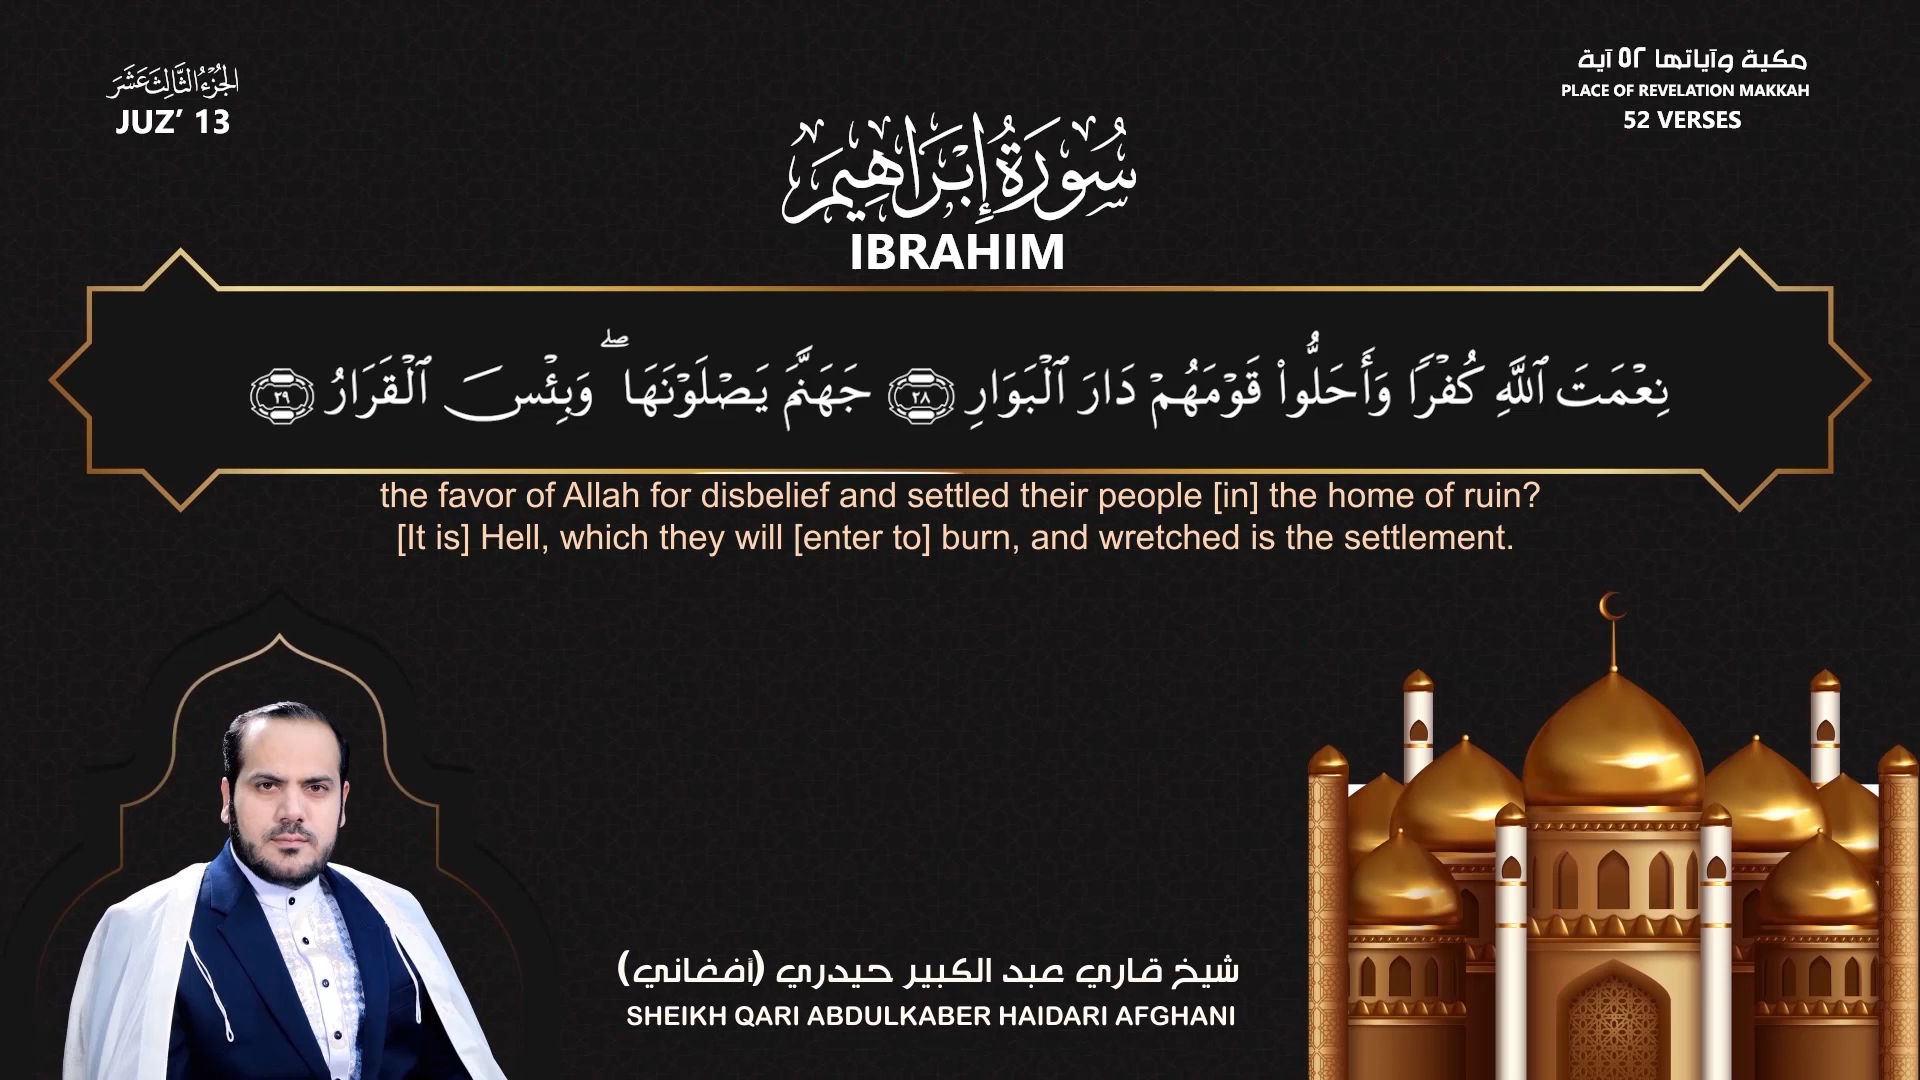 الجُزْءُ الثَّالِثَ عَشَرَ
JUZ’ 13
مكية وآياتها ٥٢ آية
PLACE OF REVELATION MAKKAH
52 VERSES
سُورَةُ إِبْرَاهِيمَ
IBRAHIM
نِعْمَتَ ٱللَّهِ كُفْرًا وَأَحَلُّوا۟ قَوْمَهُمْ دَارَ ٱلْبَوَارِ ٢٨ جَهَنَّمَ يَصْلَوْنَهَا ۖ وَبِئْسَ ٱلْقَرَارُ ٢٩
the favor of Allah for disbelief and settled their people [in] the home of ruin?
[It is] Hell, which they will [enter to] burn, and wretched is the settlement.
شيخ قاري عبد الكبير حيدري (أفغاني)
SHEIKH QARI ABDULKABER HAIDARI AFGHANI